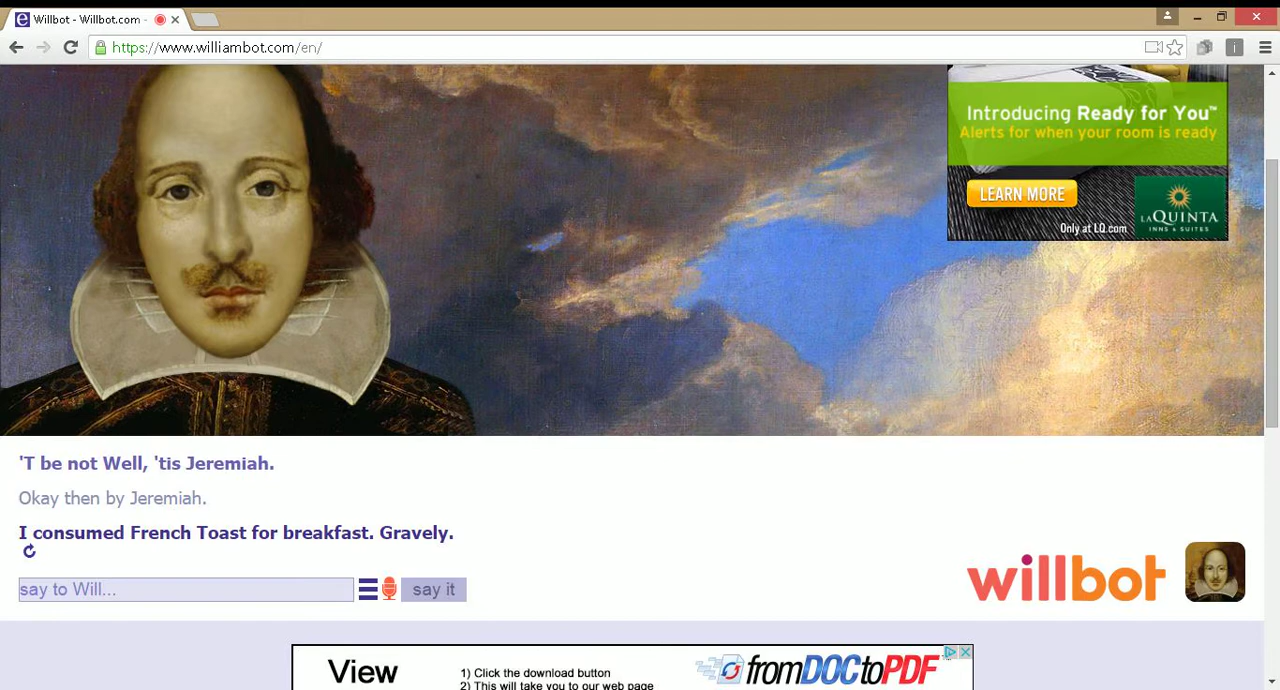 Willbot - Willbot.com -
https://www.williambot.com/en/
Introducing Ready for You™
Alerts for when your room is ready
LEARN MORE
LAQUINTA
INNS & SUITES
Only at LQ.com
'T be not Well, 'tis Jeremiah.
Okay then by Jeremiah.
I consumed French Toast for breakfast. Gravely.
say to Will...
say it
willbot
View
1) Click the download button
2) This will take you to our web page
fromDOCtoPDF